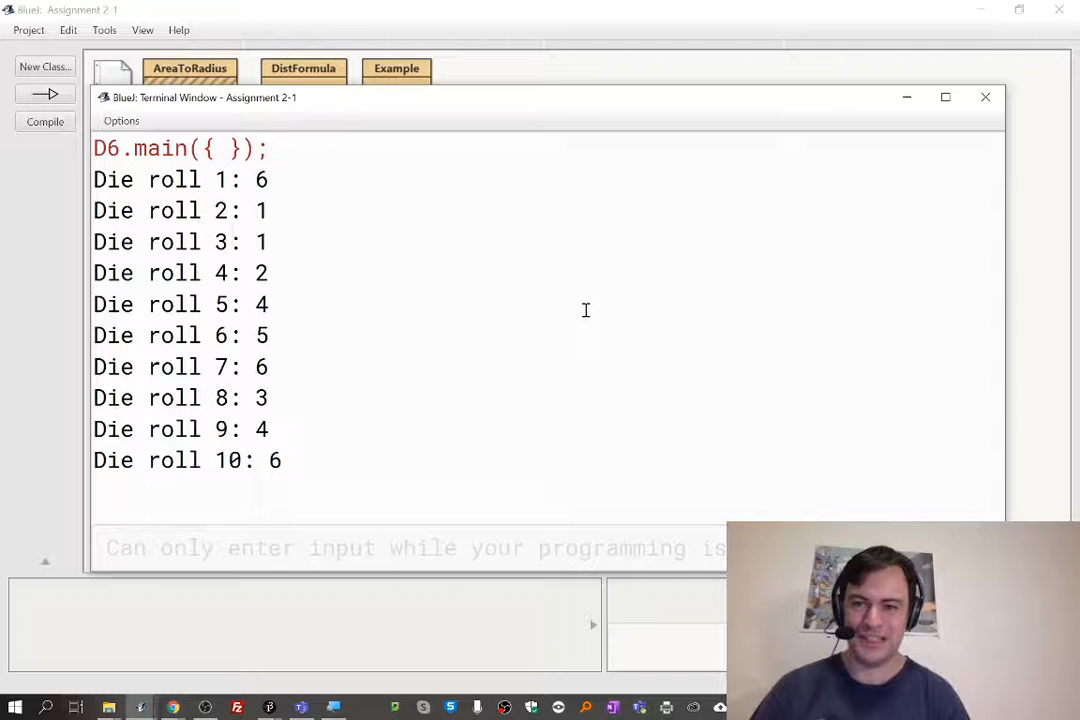 BlueJ: Assignment 2-1
Project Edit Tools View Help
New Class...
AreaToRadius DistFormula Example
BlueJ: Terminal Window - Assignment 2-1
Compile
Options
D6.main({ });
Die roll 1: 6
Die roll 2: 1
Die roll 3: 1
Die roll 4: 2
Die roll 5: 4
Die roll 6: 5
Die roll 7: 6
Die roll 8: 3
Die roll 9: 4
Die roll 10: 6
Can only enter input while your programming is